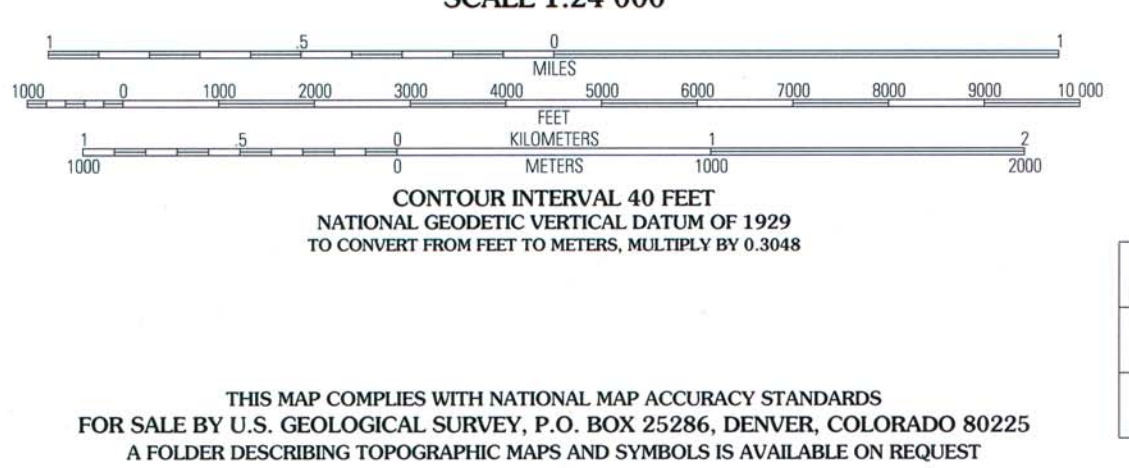 SCALE 1:24 000
1 .5 0 1
MILES
1000 0 1000 2000 3000 4000 5000 6000 7000 8000 9000 10 000
FEET
1 .5 0 KILOMETERS 1 2
1000 0 METERS 1000 2000
CONTOUR INTERVAL 40 FEET
NATIONAL GEODETIC VERTICAL DATUM OF 1929
TO CONVERT FROM FEET TO METERS, MULTIPLY BY 0.3048
THIS MAP COMPLIES WITH NATIONAL MAP ACCURACY STANDARDS
FOR SALE BY U.S. GEOLOGICAL SURVEY, P.O. BOX 25286, DENVER, COLORADO 80225
A FOLDER DESCRIBING TOPOGRAPHIC MAPS AND SYMBOLS IS AVAILABLE ON REQUEST